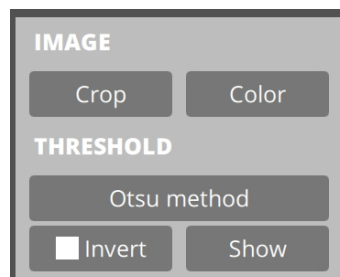 IMAGE
Crop Color
THRESHOLD
Otsu method
Invert Show